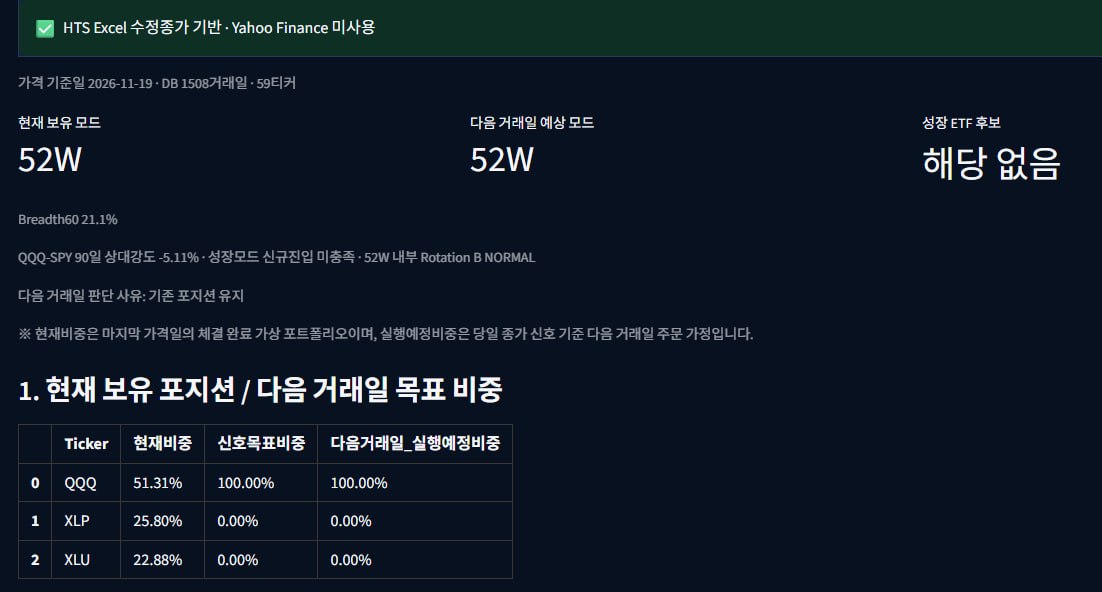 ✅ HTS Excel 수정종가 기반 · Yahoo Finance 미사용
가격 기준일 2026-11-19 · DB 1508거래일 · 59티커
현재 보유 모드 다음 거래일 예상 모드 성장 ETF 후보
52W 52W 해당 없음
Breadth60 21.1%
QQQ-SPY 90일 상대강도 -5.11% · 성장모드 신규진입 미충족 · 52W 내부 Rotation B NORMAL
다음 거래일 판단 사유: 기존 포지션 유지
※ 현재비중은 마지막 가격일의 체결 완료 가상 포트폴리오이며, 실행예정비중은 당일 종가 신호 기준 다음 거래일 주문 가정입니다.
1. 현재 보유 포지션 / 다음 거래일 목표 비중
Ticker 현재비중 신호목표비중 다음거래일_실행예정비중
0 QQQ 51.31% 100.00% 100.00%
1 XLP 25.80% 0.00% 0.00%
2 XLU 22.88% 0.00% 0.00%